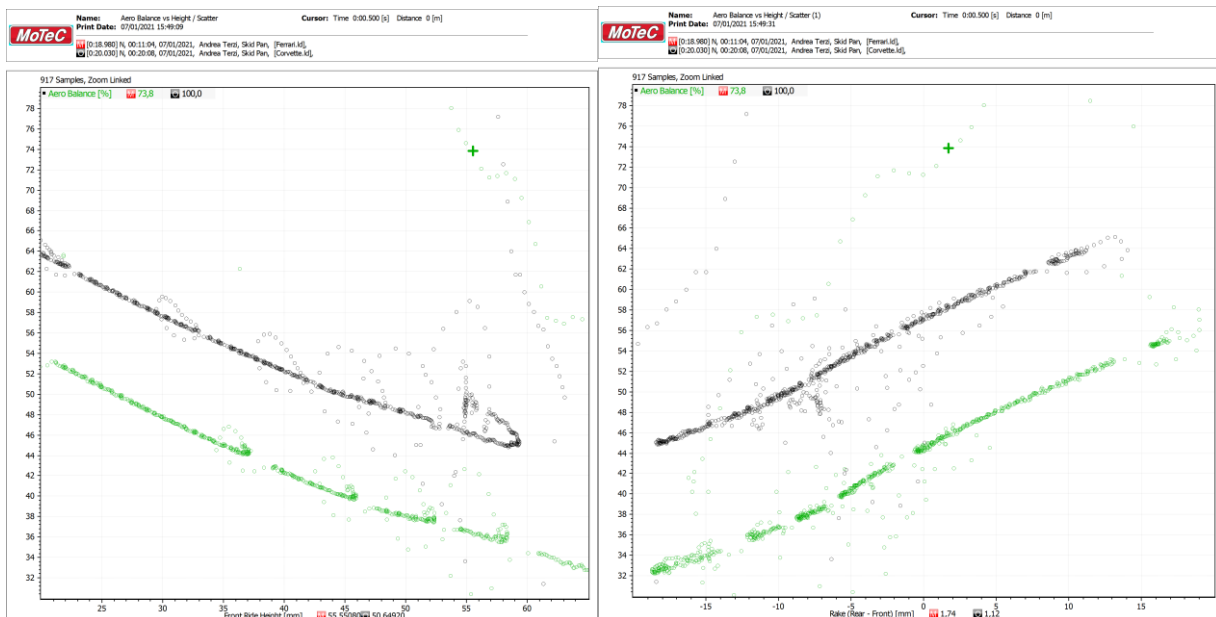 MoTeC
Name: Aero Balance vs Height / Scatter
Print Date: 07/01/2021 15:49:09
Cursor: Time 0:00.500 [s] Distance 0 [m]
[0:18.980] N, 00:11:04, 07/01/2021, Andrea Terzi, Skid Pan, [Ferrari.ld],
[0:20.030] N, 00:20:08, 07/01/2021, Andrea Terzi, Skid Pan, [Corvette.ld],
917 Samples, Zoom Linked
Aero Balance [%] 73,8 100,0
78
76
74
72
70
68
66
64
62
60
58
56
54
52
50
48
46
44
42
40
38
36
34
32
25 30 35 40 45 50 55 60
Front Ride Height [mm] 55.55080 50.64920
MoTeC
Name: Aero Balance vs Height / Scatter (1)
Print Date: 07/01/2021 15:49:31
Cursor: Time 0:00.500 [s] Distance 0 [m]
[0:18.980] N, 00:11:04, 07/01/2021, Andrea Terzi, Skid Pan, [Ferrari.ld],
[0:20.030] N, 00:20:08, 07/01/2021, Andrea Terzi, Skid Pan, [Corvette.ld],
917 Samples, Zoom Linked
Aero Balance [%] 73,8 100,0
78
76
74
72
70
68
66
64
62
60
58
56
54
52
50
48
46
44
42
40
38
36
34
32
-15 -10 -5 0 5 10 15
Rake (Rear - Front) [mm] 1,74 1,12